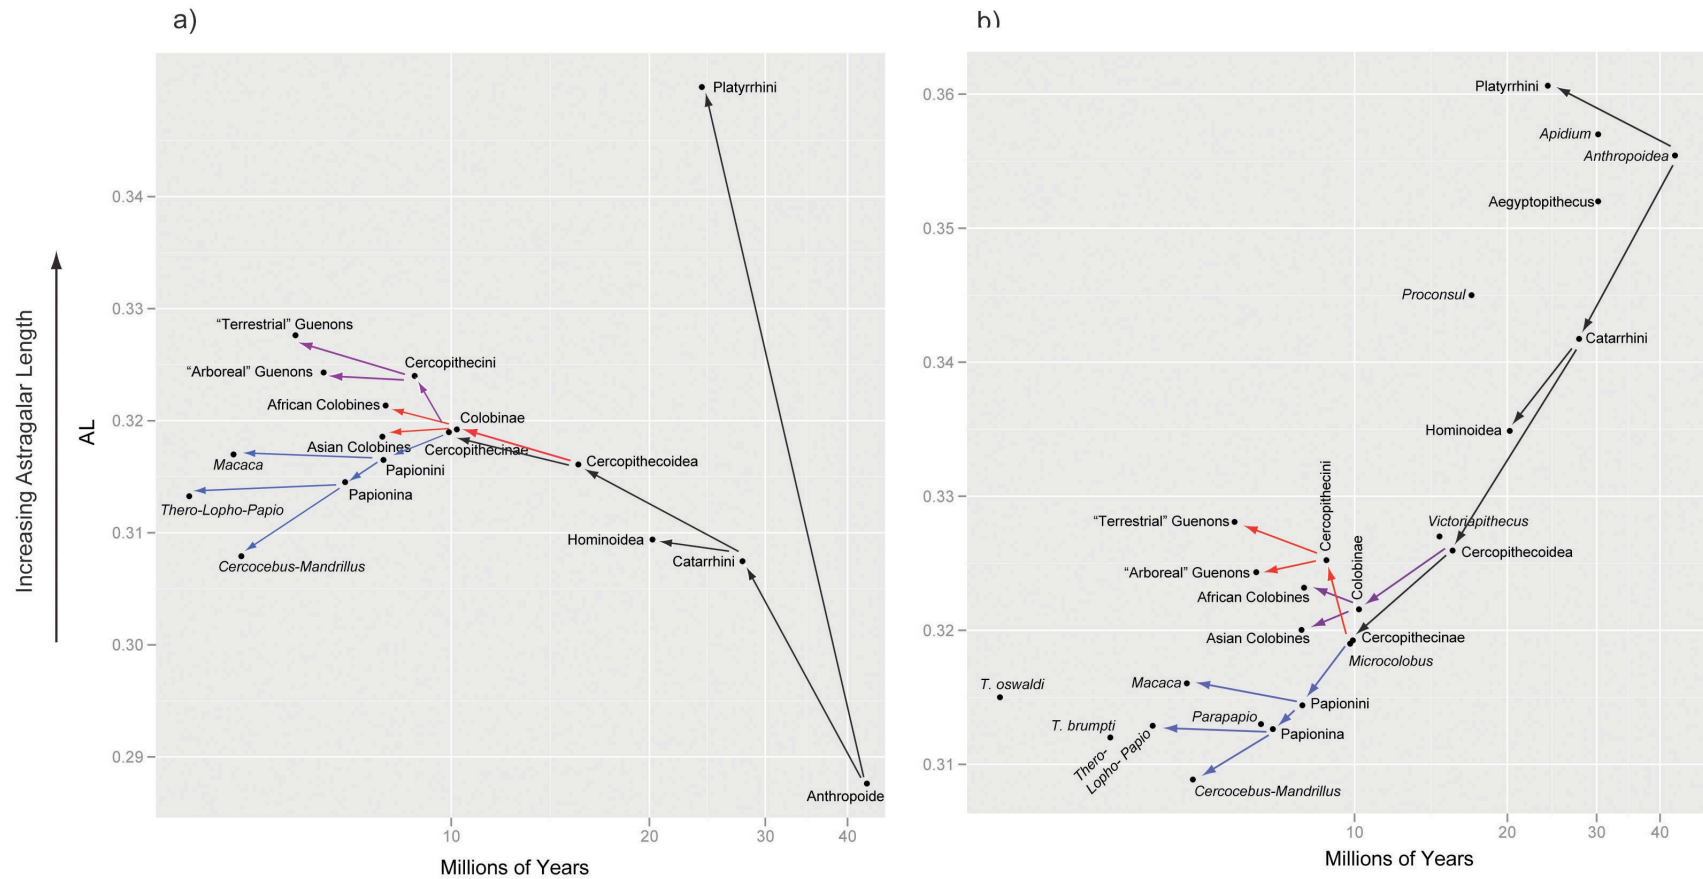 a)
Increasing Astragalar Length
AL
0.34
0.33
0.32
0.31
0.30
0.29
Platyrrhini
“Terrestrial” Guenons
Cercopithecini
“Arboreal” Guenons
African Colobines
Colobinae
Asian Colobines
Cercopithecinae
Macaca
Papionini
Cercopithecoidea
Papionina
Thero-Lopho-Papio
Hominoidea
Catarrhini
Cercocebus-Mandrillus
Anthropoide
10
20
30
40
Millions of Years
b)
0.36
0.35
0.34
0.33
0.32
0.31
Platyrrhini
Apidium
Anthropoidea
Aegyptopithecus
Proconsul
Catarrhini
Hominoidea
Cercopithecini
“Terrestrial” Guenons
Victoriapithecus
Colobinae
Cercopithecoidea
“Arboreal” Guenons
African Colobines
Asian Colobines
Cercopithecinae
Microcolobus
T. oswaldi
Macaca
Papionini
T. brumpti
Parapapio
Papionina
Thero-
Lopho- Papio
Cercocebus-Mandrillus
10
20
30
40
Millions of Years